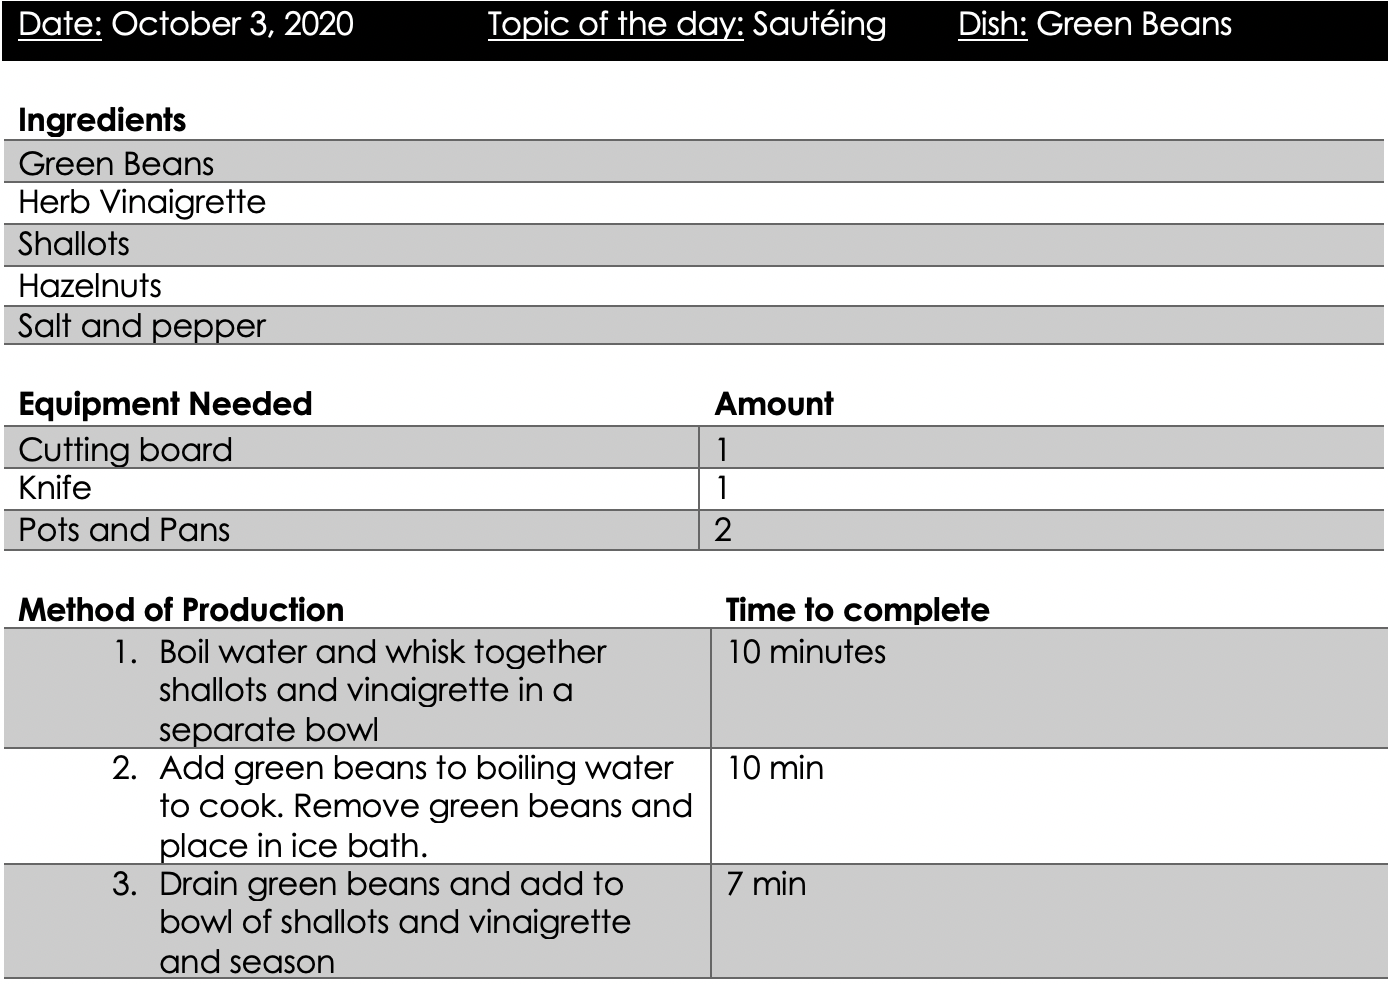 Date: October 3, 2020 Topic of the day: Sautéing Dish: Green Beans
Ingredients
Green Beans
Herb Vinaigrette
Shallots
Hazelnuts
Salt and pepper
Equipment Needed Amount
Cutting board 1
Knife 1
Pots and Pans 2
Method of Production Time to complete
1. Boil water and whisk together 10 minutes
shallots and vinaigrette in a
separate bowl
2. Add green beans to boiling water 10 min
to cook. Remove green beans and
place in ice bath.
3. Drain green beans and add to 7 min
bowl of shallots and vinaigrette
and season